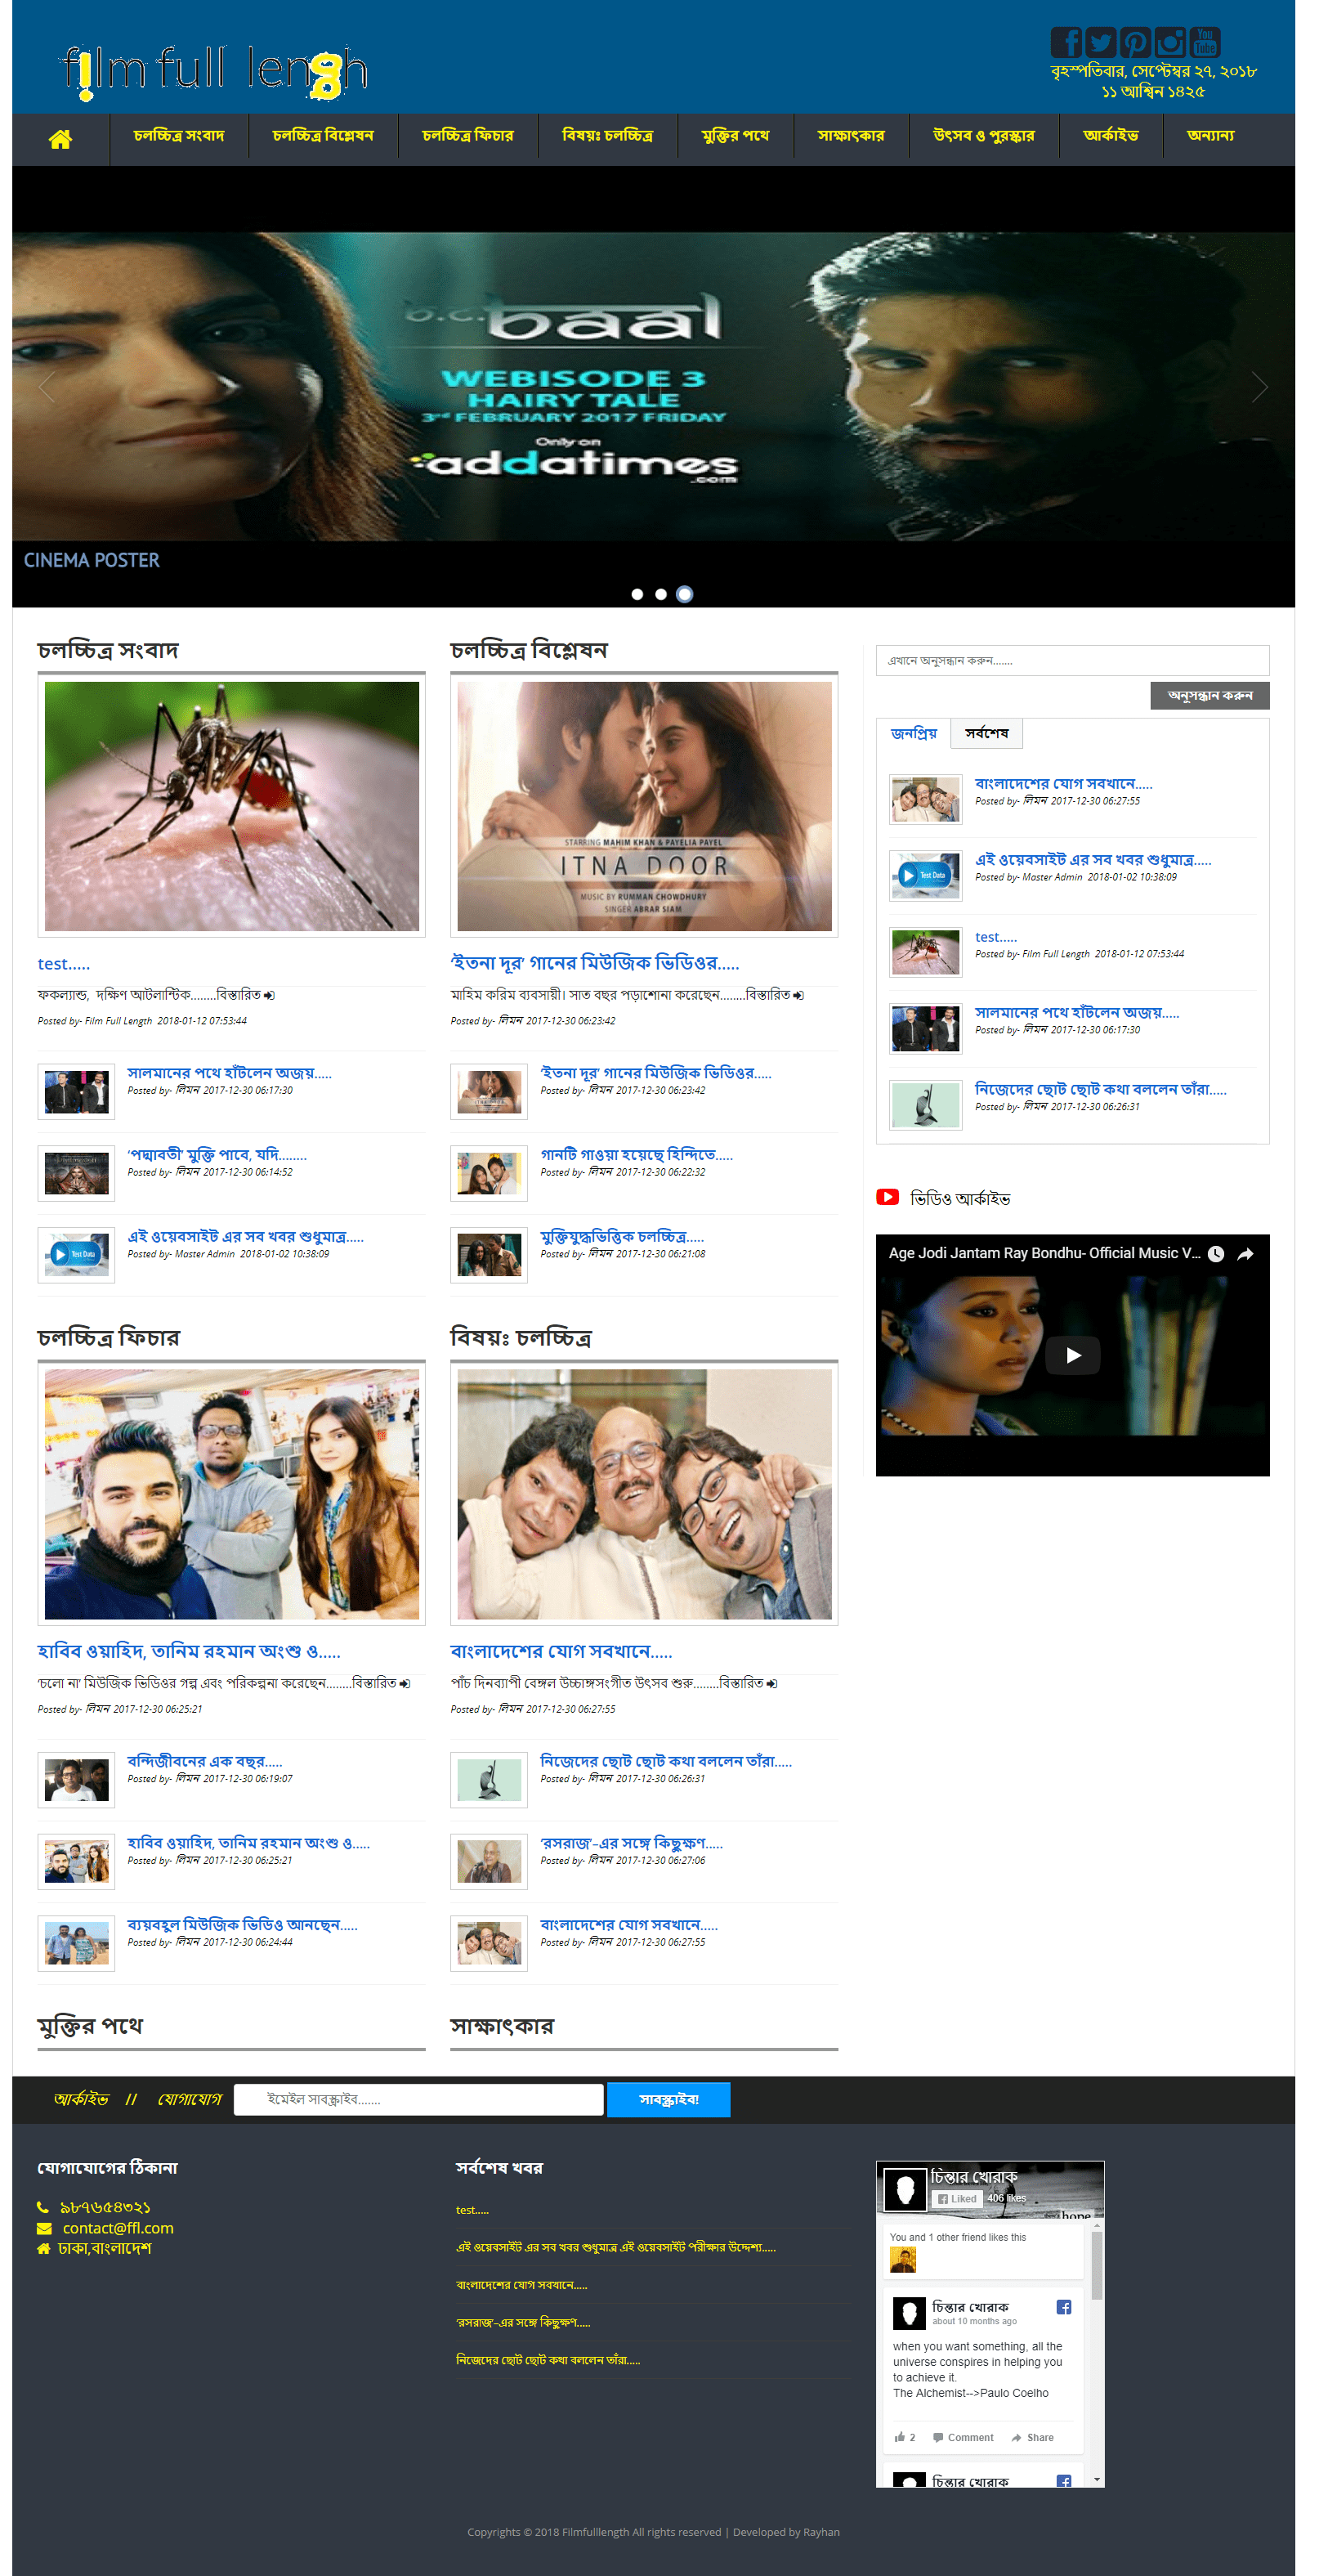 film full lengh
বৃহস্পতিবার, সেপ্টেম্বর ২৭, ২০১৮
১১ আশ্বিন ১৪২৫
চলচ্চিত্র সংবাদ চলচ্চিত্র বিশ্লেষন চলচ্চিত্র ফিচার বিষয়ঃ চলচ্চিত্র মুক্তির পথে সাক্ষাৎকার উৎসব ও পুরস্কার আর্কাইভ অন্যান্য
b.c. baal
WEBISODE 3
HAIRY TALE
3RD FEBRUARY 2017 FRIDAY
Only on
addatimes
.com
CINEMA POSTER
চলচ্চিত্র সংবাদ
test.....
ফকল্যান্ড, দক্ষিণ আটলান্টিক........বিস্তারিত
Posted by- Film Full Length 2018-01-12 07:53:44
সালমানের পথে হাঁটলেন অজয়.....
Posted by- লিমন 2017-12-30 06:17:30
‘পদ্মাবতী’ মুক্তি পাবে, যদি........
Posted by- লিমন 2017-12-30 06:14:52
এই ওয়েবসাইট এর সব খবর শুধুমাত্র.....
Posted by- Master Admin 2018-01-02 10:38:09
চলচ্চিত্র বিশ্লেষন
STARRING MAHIM KHAN & PAYELIA PAYEL
ITNA DOOR
MUSIC BY RUMMAN CHOWDHURY
SINGER ABRAR SIAM
‘ইতনা দূর’ গানের মিউজিক ভিডিওর.....
মাহিম করিম ব্যবসায়ী। সাত বছর পড়াশোনা করেছেন........বিস্তারিত
Posted by- লিমন 2017-12-30 06:23:42
‘ইতনা দূর’ গানের মিউজিক ভিডিওর.....
Posted by- লিমন 2017-12-30 06:23:42
গানটি গাওয়া হয়েছে হিন্দিতে.....
Posted by- লিমন 2017-12-30 06:22:32
মুক্তিযুদ্ধভিত্তিক চলচ্চিত্র.....
Posted by- লিমন 2017-12-30 06:21:08
এখানে অনুসন্ধান করুন.......
অনুসন্ধান করুন
জনপ্রিয় সর্বশেষ
বাংলাদেশের যোগ সবখানে.....
Posted by- লিমন 2017-12-30 06:27:55
Test Data
এই ওয়েবসাইট এর সব খবর শুধুমাত্র.....
Posted by- Master Admin 2018-01-02 10:38:09
test.....
Posted by- Film Full Length 2018-01-12 07:53:44
সালমানের পথে হাঁটলেন অজয়.....
Posted by- লিমন 2017-12-30 06:17:30
নিজেদের ছোট ছোট কথা বললেন তাঁরা.....
Posted by- লিমন 2017-12-30 06:26:31
ভিডিও আর্কাইভ
Age Jodi Jantam Ray Bondhu- Official Music V...
চলচ্চিত্র ফিচার
হাবিব ওয়াহিদ, তানিম রহমান অংশু ও.....
‘চলো না’ মিউজিক ভিডিওর গল্প এবং পরিকল্পনা করেছেন........বিস্তারিত
Posted by- লিমন 2017-12-30 06:25:21
বন্দিজীবনের এক বছর.....
Posted by- লিমন 2017-12-30 06:19:07
হাবিব ওয়াহিদ, তানিম রহমান অংশু ও.....
Posted by- লিমন 2017-12-30 06:25:21
ব্যয়বহুল মিউজিক ভিডিও আনছেন.....
Posted by- লিমন 2017-12-30 06:24:44
বিষয়ঃ চলচ্চিত্র
বাংলাদেশের যোগ সবখানে.....
পাঁচ দিনব্যাপী বেঙ্গল উচ্চাঙ্গসংগীত উৎসব শুরু........বিস্তারিত
Posted by- লিমন 2017-12-30 06:27:55
নিজেদের ছোট ছোট কথা বললেন তাঁরা.....
Posted by- লিমন 2017-12-30 06:26:31
‘রসরাজ’-এর সঙ্গে কিছুক্ষণ.....
Posted by- লিমন 2017-12-30 06:27:06
বাংলাদেশের যোগ সবখানে.....
Posted by- লিমন 2017-12-30 06:27:55
মুক্তির পথে
সাক্ষাৎকার
আর্কাইভ // যোগাযোগ ইমেইল সাবস্ক্রাইব....... সাবস্ক্রাইব!
যোগাযোগের ঠিকানা
৯৮৭৬৫৪৩২১
contact@ffl.com
ঢাকা,বাংলাদেশ
সর্বশেষ খবর
test.....
এই ওয়েবসাইট এর সব খবর শুধুমাত্র এই ওয়েবসাইট পরীক্ষার উদ্দেশ্য.....
বাংলাদেশের যোগ সবখানে.....
‘রসরাজ’-এর সঙ্গে কিছুক্ষণ.....
নিজেদের ছোট ছোট কথা বললেন তাঁরা.....
চিন্তার খোরাক
Liked 406 likes
hope
You and 1 other friend likes this
চিন্তার খোরাক
about 10 months ago
when you want something, all the
universe conspires in helping you
to achieve it.
The Alchemist-->Paulo Coelho
2 Comment Share
চিন্তার খোরাক
Copyrights © 2018 Filmfulllength All rights reserved | Developed by Rayhan